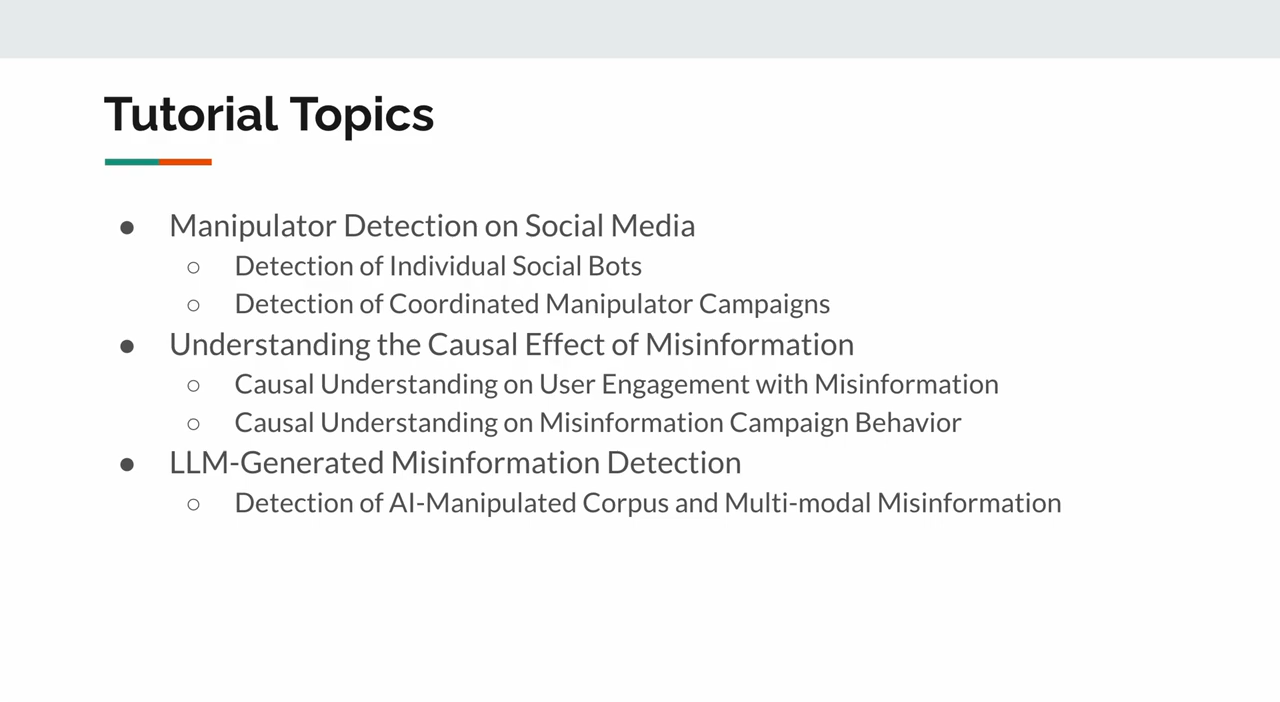 Tutorial Topics
● Manipulator Detection on Social Media
○ Detection of Individual Social Bots
○ Detection of Coordinated Manipulator Campaigns
● Understanding the Causal Effect of Misinformation
○ Causal Understanding on User Engagement with Misinformation
○ Causal Understanding on Misinformation Campaign Behavior
● LLM-Generated Misinformation Detection
○ Detection of AI-Manipulated Corpus and Multi-modal Misinformation